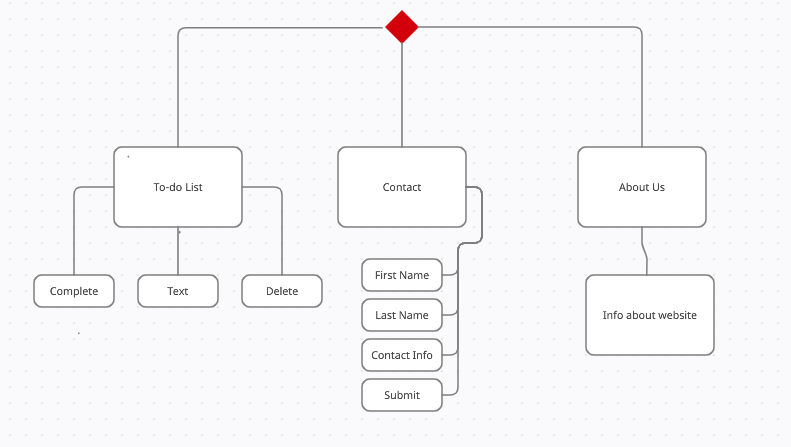 To-do List
Contact
About Us
Complete
Text
Delete
First Name
Last Name
Contact Info
Submit
Info about website